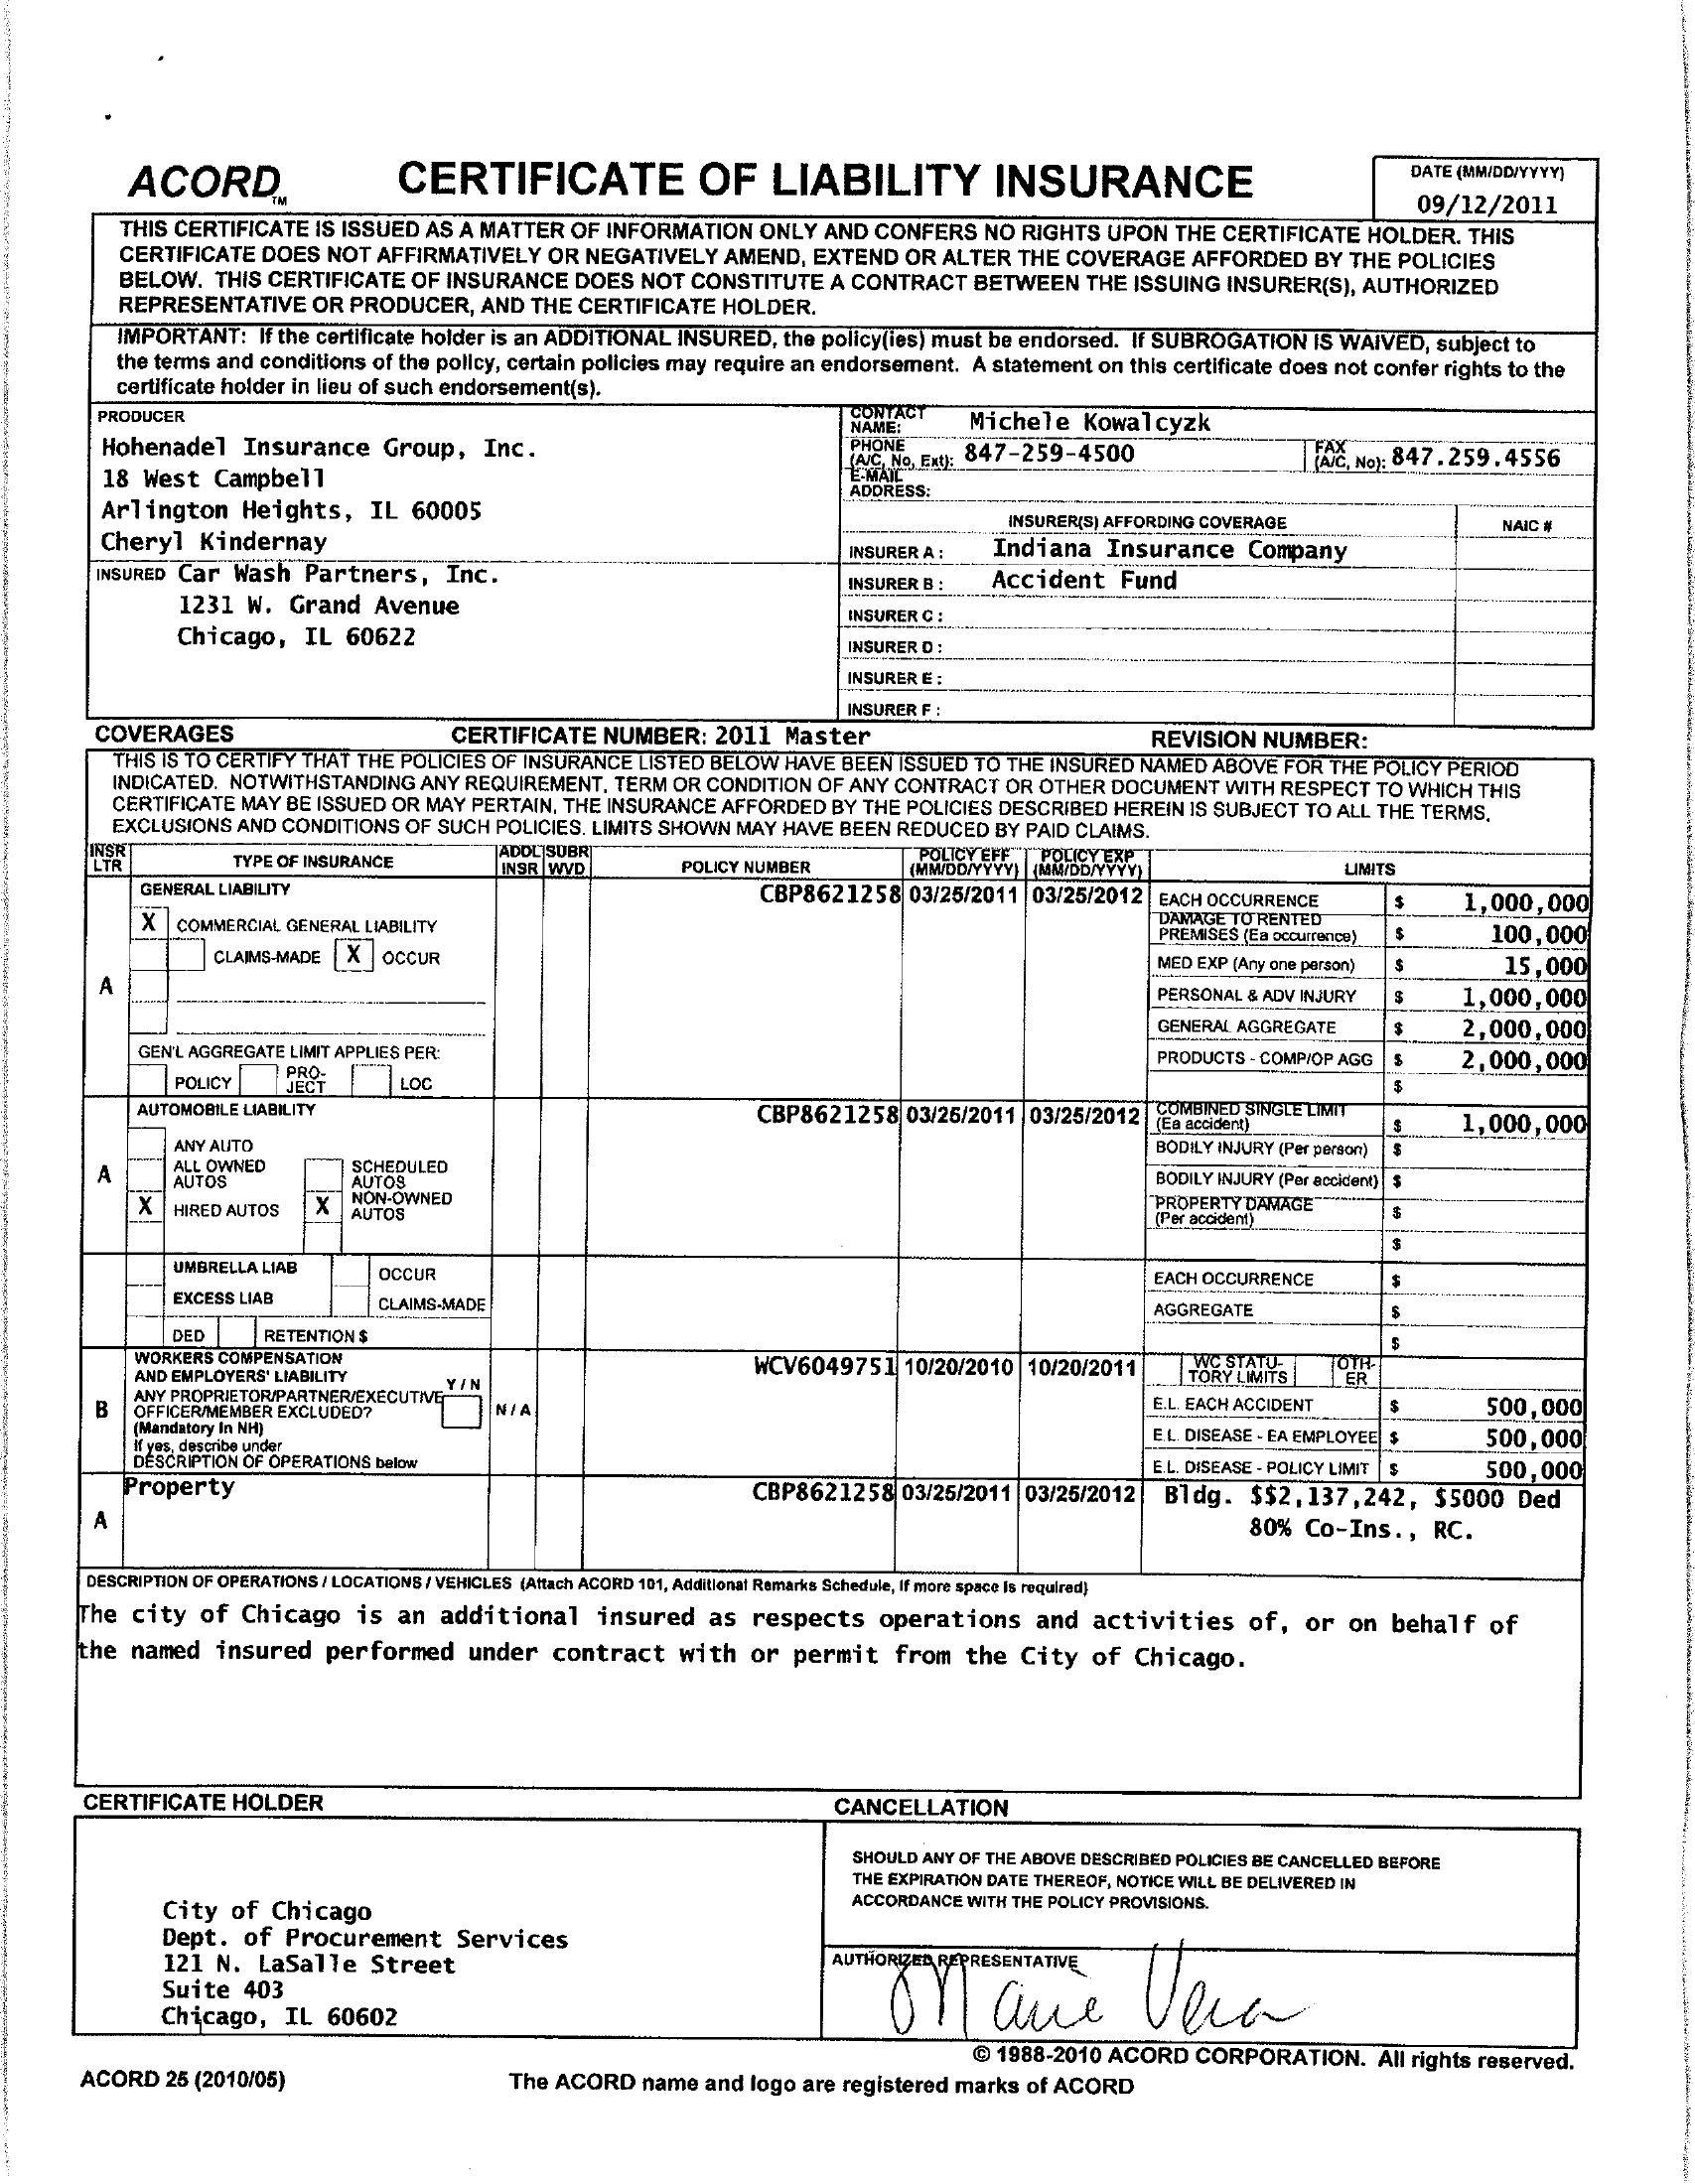 ACORD™
CERTIFICATE OF LIABILITY INSURANCE
DATE (MM/DD/YYYY)
09/12/2011
THIS CERTIFICATE IS ISSUED AS A MATTER OF INFORMATION ONLY AND CONFERS NO RIGHTS UPON THE CERTIFICATE HOLDER. THIS
CERTIFICATE DOES NOT AFFIRMATIVELY OR NEGATIVELY AMEND, EXTEND OR ALTER THE COVERAGE AFFORDED BY THE POLICIES
BELOW. THIS CERTIFICATE OF INSURANCE DOES NOT CONSTITUTE A CONTRACT BETWEEN THE ISSUING INSURER(S), AUTHORIZED
REPRESENTATIVE OR PRODUCER, AND THE CERTIFICATE HOLDER.
IMPORTANT: If the certificate holder is an ADDITIONAL INSURED, the policy(ies) must be endorsed. If SUBROGATION IS WAIVED, subject to
the terms and conditions of the policy, certain policies may require an endorsement. A statement on this certificate does not confer rights to the
certificate holder in lieu of such endorsement(s).
PRODUCER
Hohenadel Insurance Group, Inc.
18 West Campbell
Arlington Heights, IL 60005
Cheryl Kindernay
CONTACT NAME: Michele Kowalcyzk
PHONE (A/C, No, Ext): 847-259-4500
FAX (A/C, No): 847.259.4556
E-MAIL ADDRESS:
INSURER(S) AFFORDING COVERAGE NAIC #
INSURER A: Indiana Insurance Company
INSURER B: Accident Fund
INSURER C:
INSURER D:
INSURER E:
INSURER F:
INSURED Car Wash Partners, Inc.
1231 W. Grand Avenue
Chicago, IL 60622
COVERAGES CERTIFICATE NUMBER: 2011 Master REVISION NUMBER:
THIS IS TO CERTIFY THAT THE POLICIES OF INSURANCE LISTED BELOW HAVE BEEN ISSUED TO THE INSURED NAMED ABOVE FOR THE POLICY PERIOD
INDICATED. NOTWITHSTANDING ANY REQUIREMENT, TERM OR CONDITION OF ANY CONTRACT OR OTHER DOCUMENT WITH RESPECT TO WHICH THIS
CERTIFICATE MAY BE ISSUED OR MAY PERTAIN, THE INSURANCE AFFORDED BY THE POLICIES DESCRIBED HEREIN IS SUBJECT TO ALL THE TERMS,
EXCLUSIONS AND CONDITIONS OF SUCH POLICIES. LIMITS SHOWN MAY HAVE BEEN REDUCED BY PAID CLAIMS.
INSR LTR TYPE OF INSURANCE ADDL INSR SUBR WVD POLICY NUMBER POLICY EFF (MM/DD/YYYY) POLICY EXP (MM/DD/YYYY) LIMITS
A
GENERAL LIABILITY
X COMMERCIAL GENERAL LIABILITY
CLAIMS-MADE X OCCUR
GEN'L AGGREGATE LIMIT APPLIES PER:
POLICY PRO-JECT LOC
CBP8621258 03/25/2011 03/25/2012
EACH OCCURRENCE $ 1,000,000
DAMAGE TO RENTED PREMISES (Ea occurrence) $ 100,000
MED EXP (Any one person) $ 15,000
PERSONAL & ADV INJURY $ 1,000,000
GENERAL AGGREGATE $ 2,000,000
PRODUCTS - COMP/OP AGG $ 2,000,000
$
A
AUTOMOBILE LIABILITY
ANY AUTO
ALL OWNED AUTOS SCHEDULED AUTOS
X HIRED AUTOS X NON-OWNED AUTOS
CBP8621258 03/25/2011 03/25/2012
COMBINED SINGLE LIMIT (Ea accident) $ 1,000,000
BODILY INJURY (Per person) $
BODILY INJURY (Per accident) $
PROPERTY DAMAGE (Per accident) $
$
UMBRELLA LIAB OCCUR
EXCESS LIAB CLAIMS-MADE
DED RETENTION $
EACH OCCURRENCE $
AGGREGATE $
$
B
WORKERS COMPENSATION
AND EMPLOYERS' LIABILITY Y / N
ANY PROPRIETOR/PARTNER/EXECUTIVE
OFFICER/MEMBER EXCLUDED? N / A
(Mandatory In NH)
If yes, describe under
DESCRIPTION OF OPERATIONS below
WCV6049751 10/20/2010 10/20/2011
WC STATU-TORY LIMITS OTH-ER
E.L. EACH ACCIDENT $ 500,000
E.L. DISEASE - EA EMPLOYEE $ 500,000
E.L. DISEASE - POLICY LIMIT $ 500,000
A
Property
CBP8621258 03/25/2011 03/25/2012
Bldg. $$2,137,242, $5000 Ded
80% Co-Ins., RC.
DESCRIPTION OF OPERATIONS / LOCATIONS / VEHICLES (Attach ACORD 101, Additional Remarks Schedule, If more space is required)
The city of Chicago is an additional insured as respects operations and activities of, or on behalf of
the named insured performed under contract with or permit from the City of Chicago.
CERTIFICATE HOLDER
City of Chicago
Dept. of Procurement Services
121 N. LaSalle Street
Suite 403
Chicago, IL 60602
CANCELLATION
SHOULD ANY OF THE ABOVE DESCRIBED POLICIES BE CANCELLED BEFORE
THE EXPIRATION DATE THEREOF, NOTICE WILL BE DELIVERED IN
ACCORDANCE WITH THE POLICY PROVISIONS.
AUTHORIZED REPRESENTATIVE
Marie Vera
© 1988-2010 ACORD CORPORATION. All rights reserved.
ACORD 25 (2010/05)
The ACORD name and logo are registered marks of ACORD